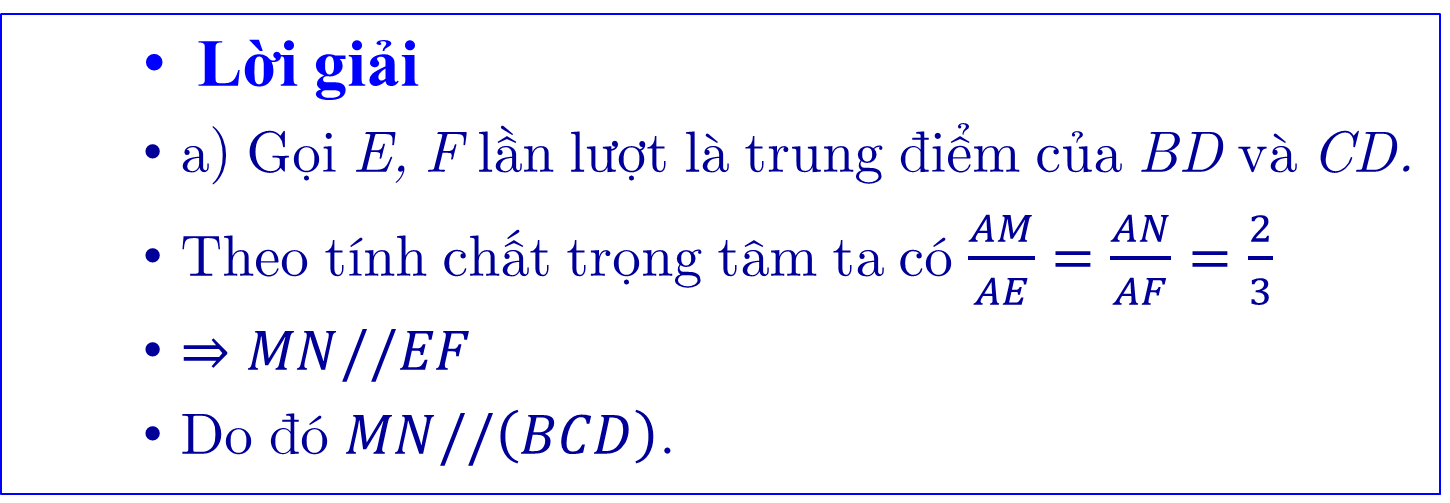 • Lời giải
• a) Gọi E, F lần lượt là trung điểm của BD và CD.
• Theo tính chất trọng tâm ta có AM/AE = AN/AF = 2/3
• ⇒ MN//EF
• Do đó MN//(BCD).